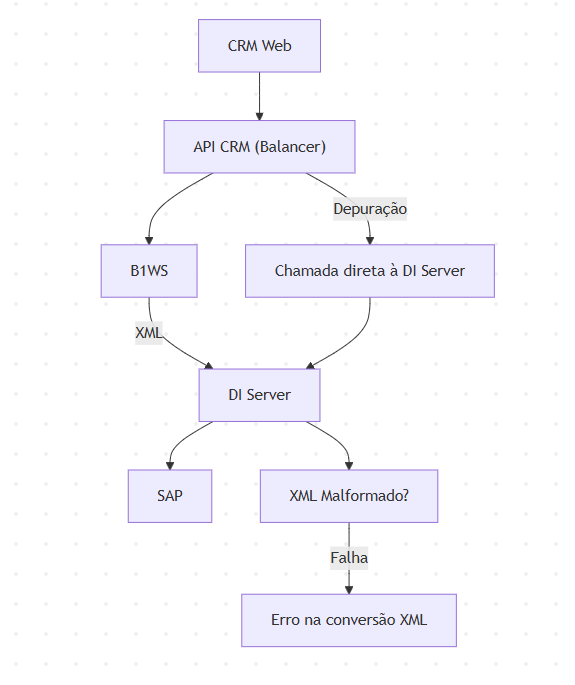 CRM Web
API CRM (Balancer)
Depuração
B1WS
Chamada direta à DI Server
XML
DI Server
SAP
XML Malformado?
Falha
Erro na conversão XML